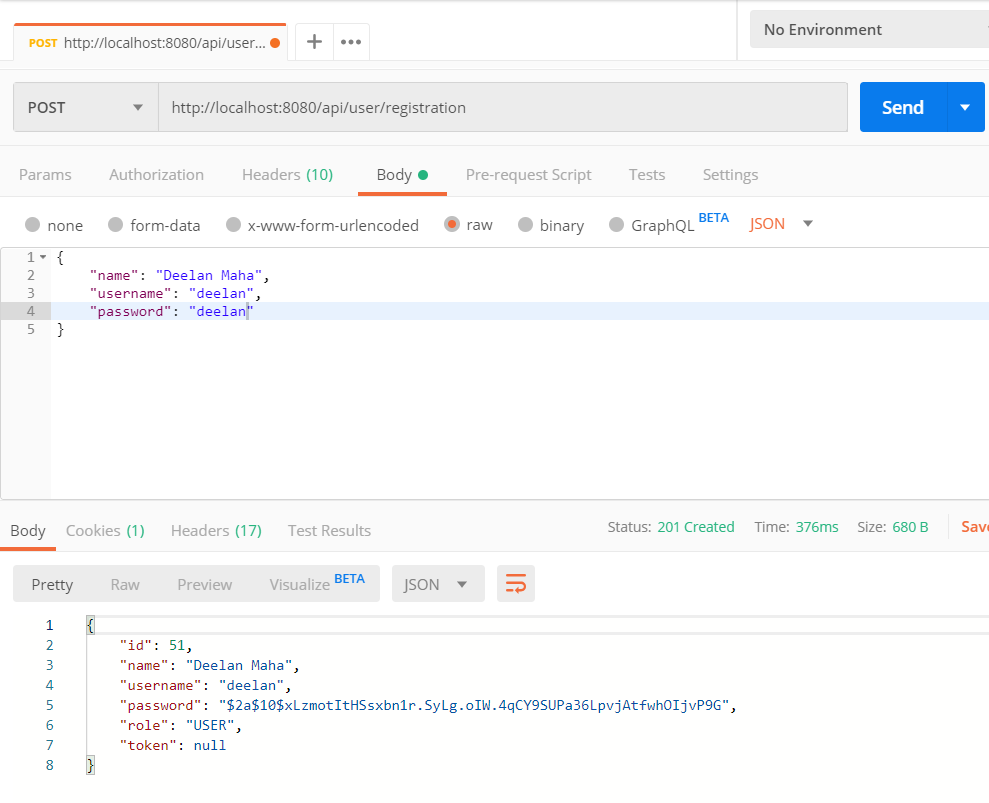 POST http://localhost:8080/api/user... + ••• No Environment
POST http://localhost:8080/api/user/registration Send
Params Authorization Headers (10) Body Pre-request Script Tests Settings
none form-data x-www-form-urlencoded raw binary GraphQL BETA JSON
1 {
2 "name": "Deelan Maha",
3 "username": "deelan",
4 "password": "deelan"
5 }
Body Cookies (1) Headers (17) Test Results Status: 201 Created Time: 376ms Size: 680 B Save
Pretty Raw Preview Visualize BETA JSON
1 {
2 "id": 51,
3 "name": "Deelan Maha",
4 "username": "deelan",
5 "password": "$2a$10$xLzmotItHSsxbn1r.SyLg.oIW.4qCY9SUPa36LpvjAtfwhOIjvP9G",
6 "role": "USER",
7 "token": null
8 }